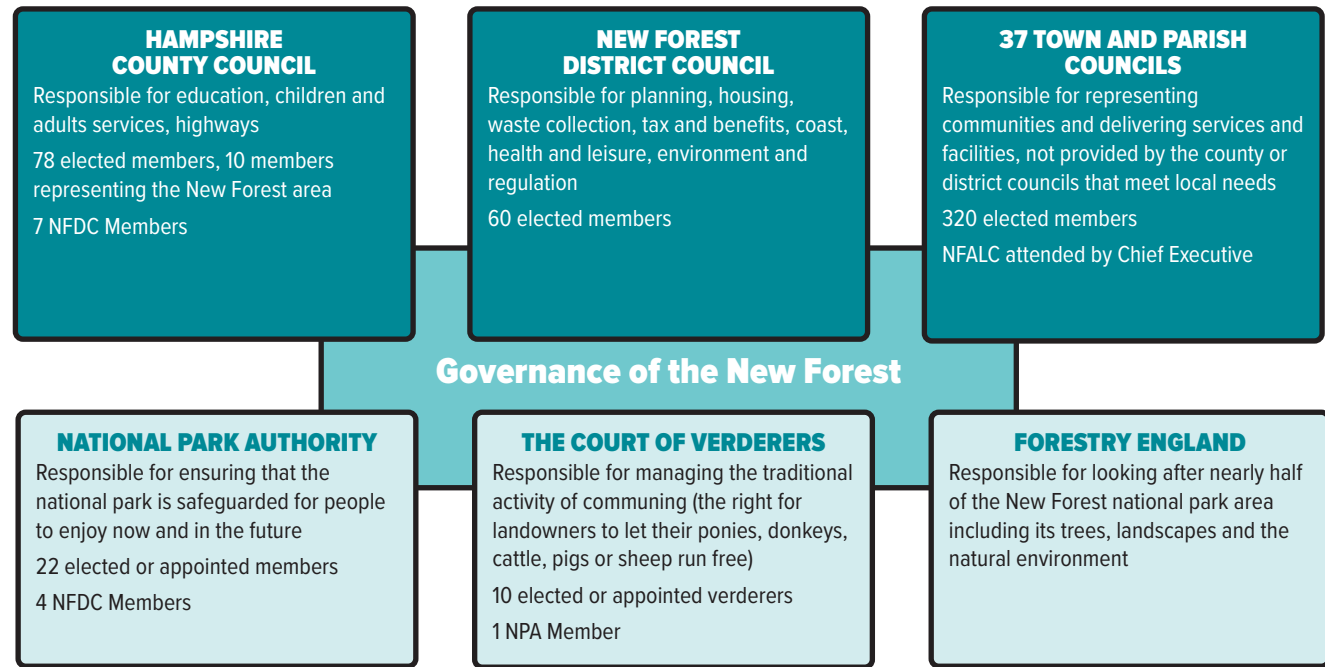 HAMPSHIRE
COUNTY COUNCIL
Responsible for education, children and
adults services, highways
78 elected members, 10 members
representing the New Forest area
7 NFDC Members
NEW FOREST
DISTRICT COUNCIL
Responsible for planning, housing,
waste collection, tax and benefits, coast,
health and leisure, environment and
regulation
60 elected members
37 TOWN AND PARISH
COUNCILS
Responsible for representing
communities and delivering services and
facilities, not provided by the county or
district councils that meet local needs
320 elected members
NFALC attended by Chief Executive
Governance of the New Forest
NATIONAL PARK AUTHORITY
Responsible for ensuring that the
national park is safeguarded for people
to enjoy now and in the future
22 elected or appointed members
4 NFDC Members
THE COURT OF VERDERERS
Responsible for managing the traditional
activity of communing (the right for
landowners to let their ponies, donkeys,
cattle, pigs or sheep run free)
10 elected or appointed verderers
1 NPA Member
FORESTRY ENGLAND
Responsible for looking after nearly half
of the New Forest national park area
including its trees, landscapes and the
natural environment